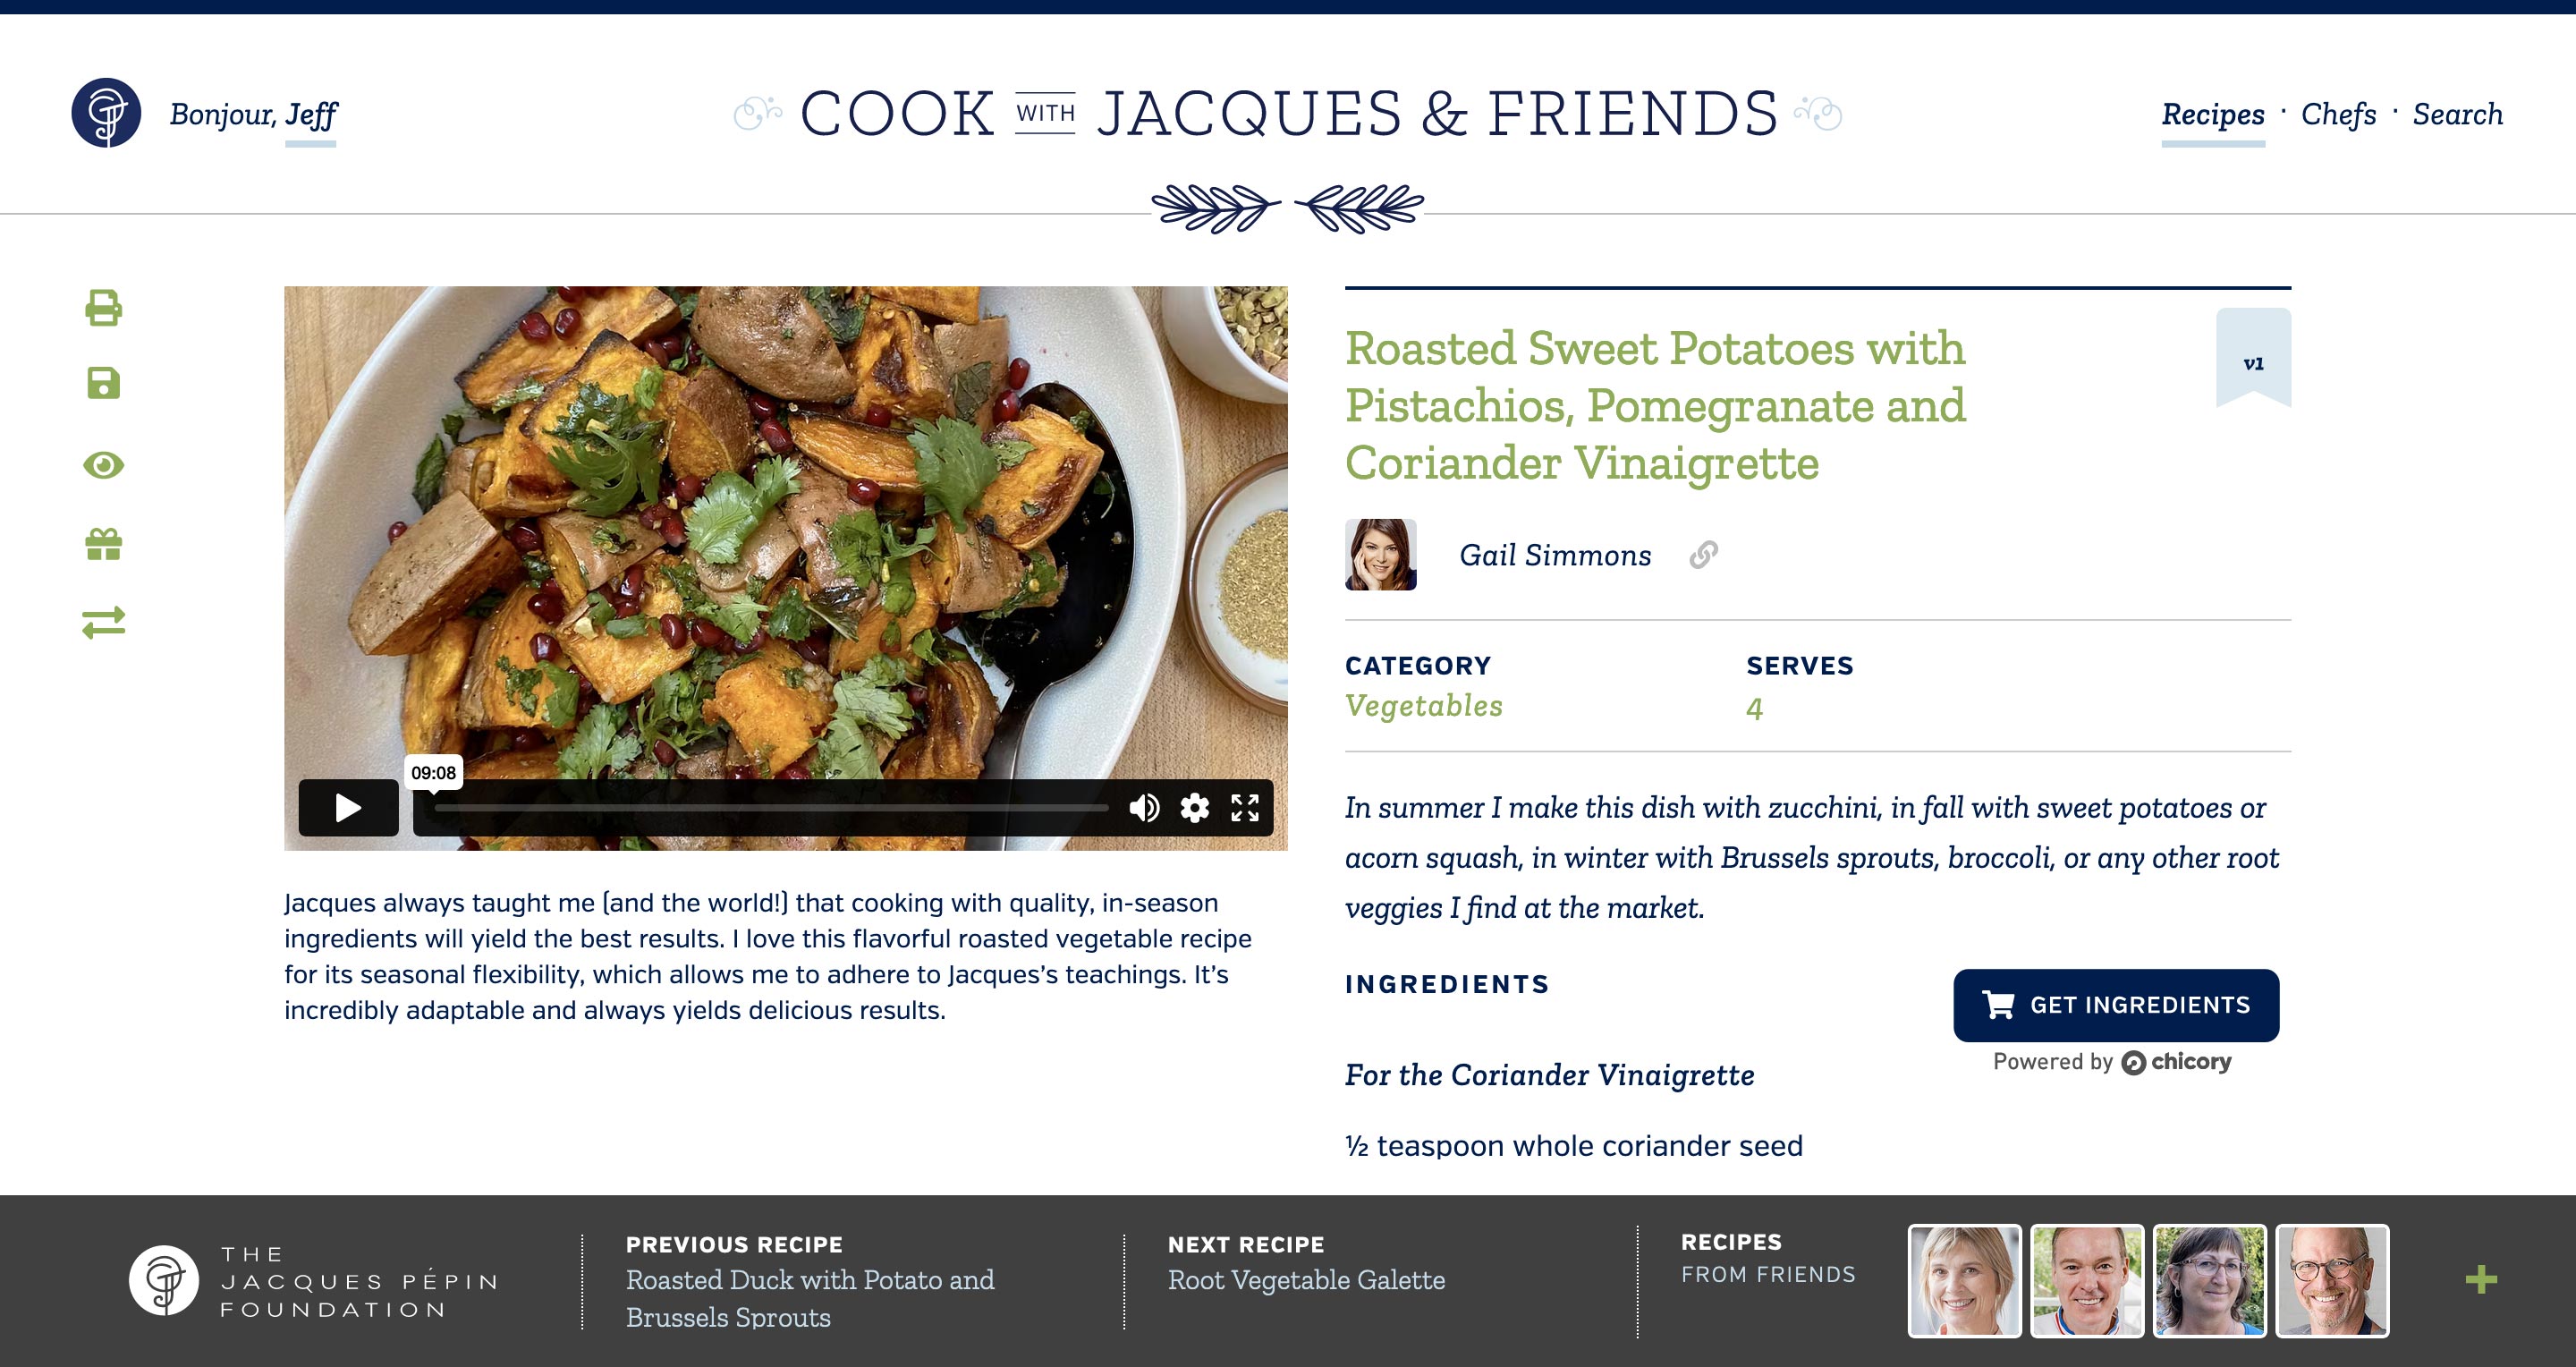 Bonjour, Jeff
COOK WITH JACQUES & FRIENDS
Recipes · Chefs · Search
Roasted Sweet Potatoes with
Pistachios, Pomegranate and
Coriander Vinaigrette
v1
Gail Simmons
CATEGORY
Vegetables
SERVES
4
09:08
In summer I make this dish with zucchini, in fall with sweet potatoes or
acorn squash, in winter with Brussels sprouts, broccoli, or any other root
veggies I find at the market.
Jacques always taught me (and the world!) that cooking with quality, in-season
ingredients will yield the best results. I love this flavorful roasted vegetable recipe
for its seasonal flexibility, which allows me to adhere to Jacques’s teachings. It’s
incredibly adaptable and always yields delicious results.
INGREDIENTS
GET INGREDIENTS
Powered by chicory
For the Coriander Vinaigrette
½ teaspoon whole coriander seed
THE
JACQUES PÉPIN
FOUNDATION
PREVIOUS RECIPE
Roasted Duck with Potato and
Brussels Sprouts
NEXT RECIPE
Root Vegetable Galette
RECIPES
FROM FRIENDS